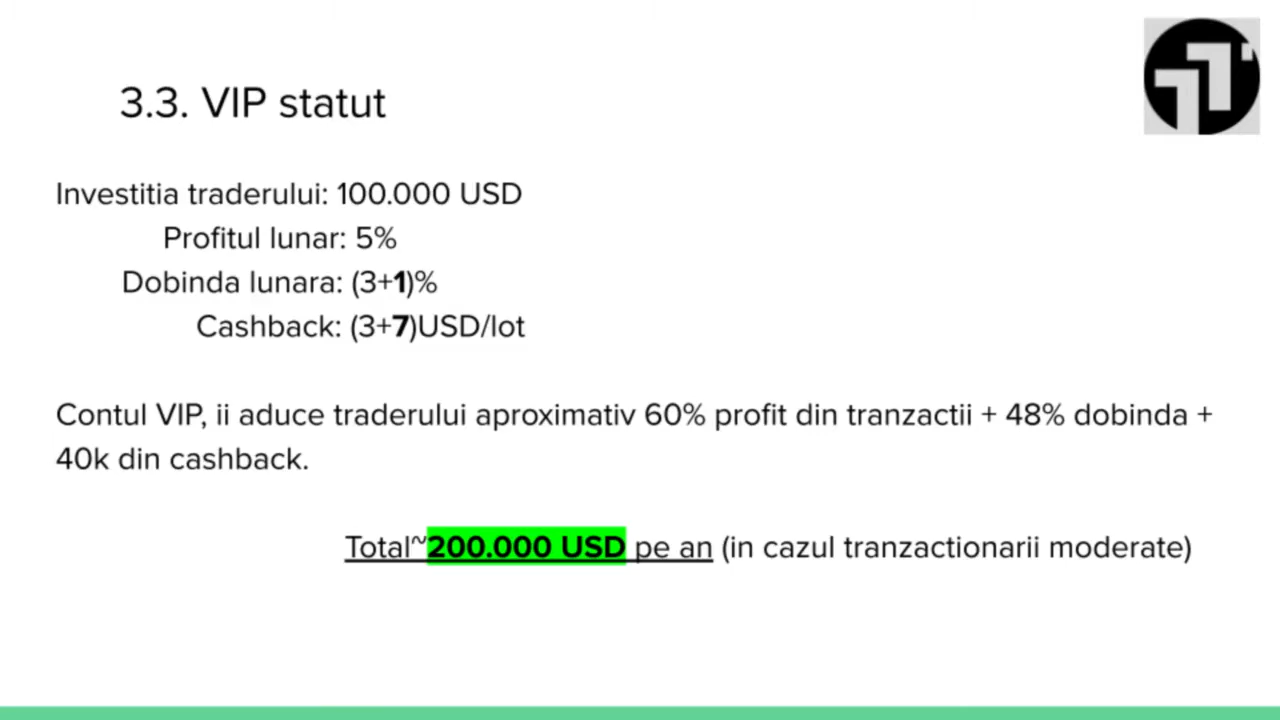 3.3. VIP statut
Investitia traderului: 100.000 USD
Profitul lunar: 5%
Dobinda lunara: (3+1)%
Cashback: (3+7)USD/lot
Contul VIP, ii aduce traderului aproximativ 60% profit din tranzactii + 48% dobinda +
40k din cashback.
Total~200.000 USD pe an (in cazul tranzactionarii moderate)